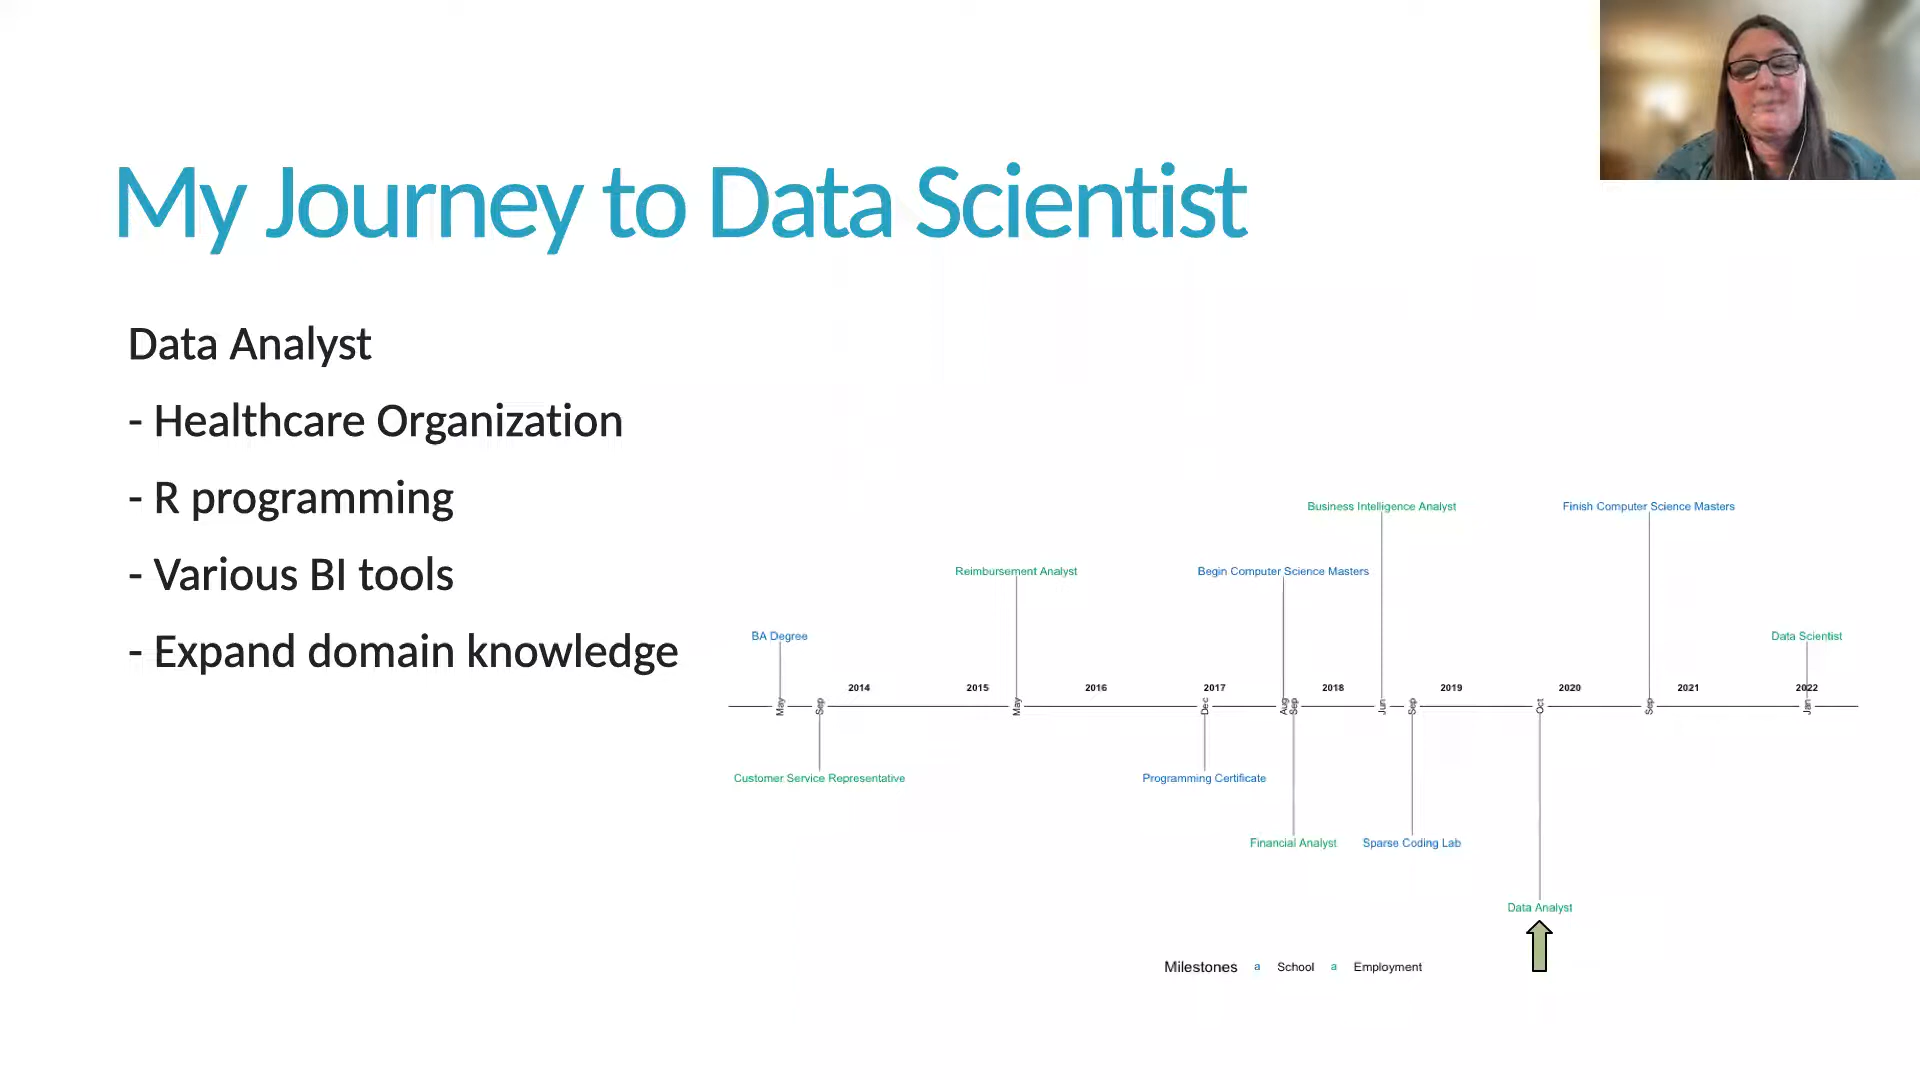 My Journey to Data Scientist
Data Analyst
- Healthcare Organization
- R programming
- Various BI tools
- Expand domain knowledge
Business Intelligence Analyst
Finish Computer Science Masters
Reimbursement Analyst
Begin Computer Science Masters
BA Degree
Data Scientist
2014 2015 2016 2017 2018 2019 2020 2021 2022
May Sep May Dec Aug Sep Jun Sep Oct Sep Jan
Customer Service Representative
Programming Certificate
Financial Analyst
Sparse Coding Lab
Data Analyst
Milestones a School a Employment